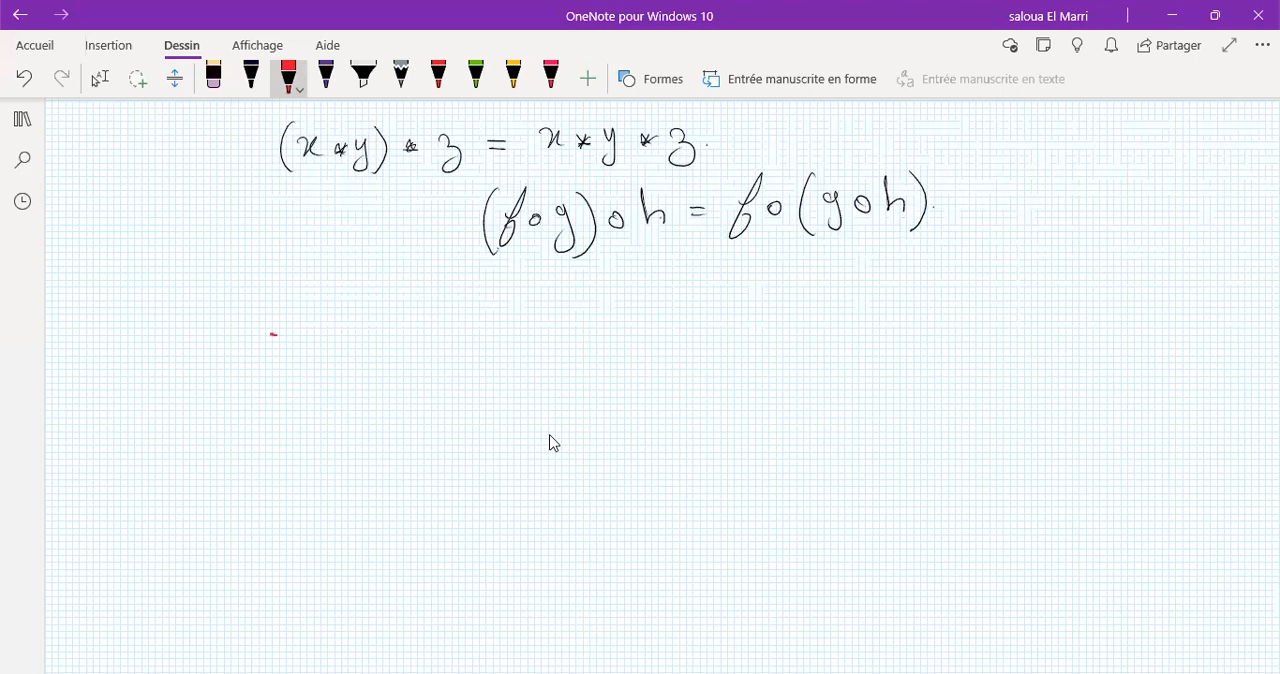 OneNote pour Windows 10
saloua El Marri
Accueil Insertion Dessin Affichage Aide
Partager
Formes Entrée manuscrite en forme Entrée manuscrite en texte
(x * y) * z = x * y * z.
(f o g) o h = f o (g o h).